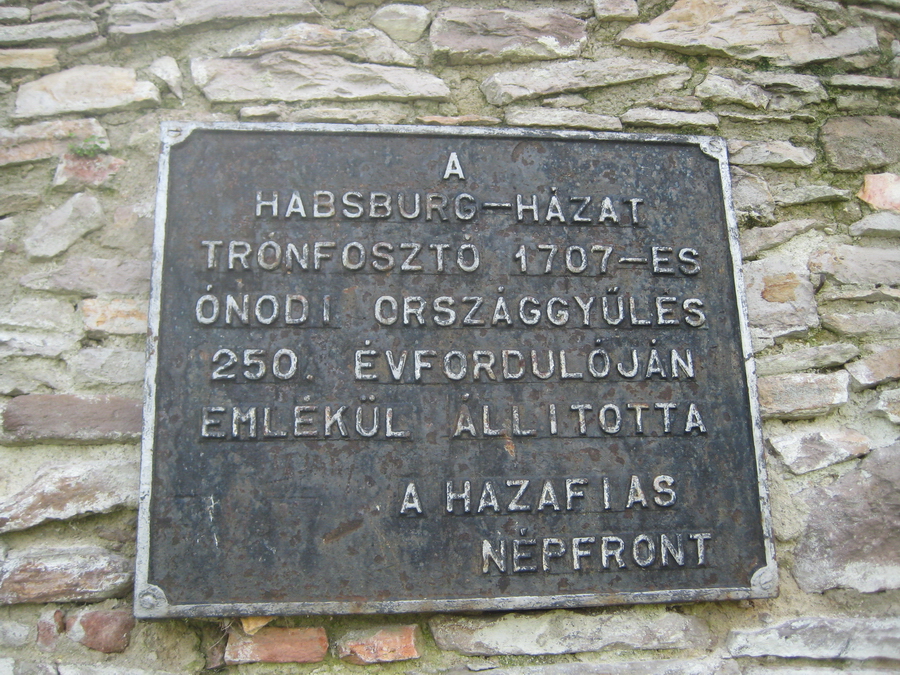 A
HABSBURG-HÁZAT
TRÓNFOSZTÓ 1707-ES
ÓNODI ORSZÁGGYŰLÉS
250. ÉVFORDULÓJÁN
EMLÉKÜL ÁLLITOTTA
A HAZAFIAS
NÉPFRONT